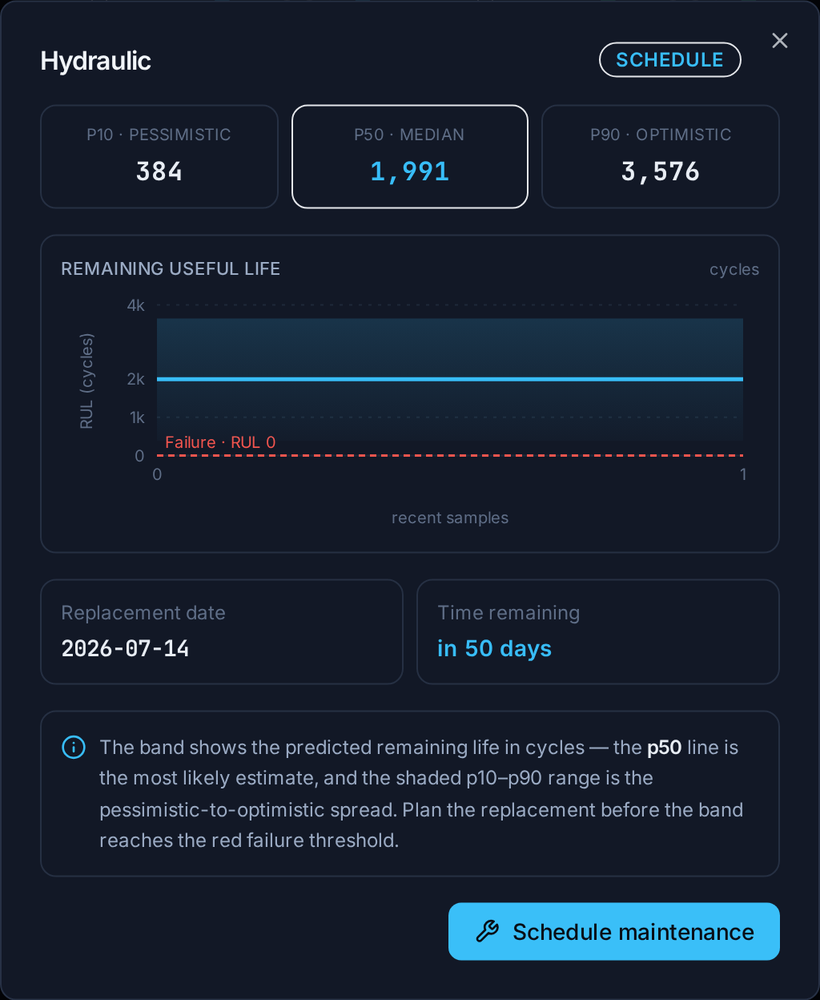 Hydraulic
SCHEDULE
P10 · PESSIMISTIC
384
P50 · MEDIAN
1,991
P90 · OPTIMISTIC
3,576
REMAINING USEFUL LIFE
cycles
RUL (cycles)
4k
2k
1k
Failure · RUL 0
0
0
1
recent samples
Replacement date
2026-07-14
Time remaining
in 50 days
The band shows the predicted remaining life in cycles — the p50 line is
the most likely estimate, and the shaded p10–p90 range is the
pessimistic-to-optimistic spread. Plan the replacement before the band
reaches the red failure threshold.
Schedule maintenance